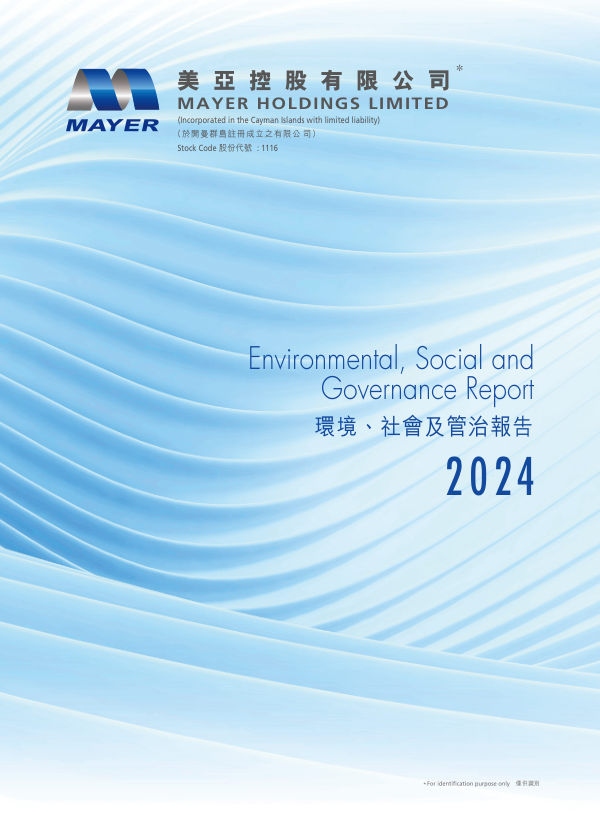 MAYER
美亞控股有限公司*
MAYER HOLDINGS LIMITED
(Incorporated in the Cayman Islands with limited liability)
(於開曼群島註冊成立之有限公司)
Stock Code 股份代號 : 1116
Environmental, Social and
Governance Report
環境、社會及管治報告
2024
* For identification purpose only 僅供識別